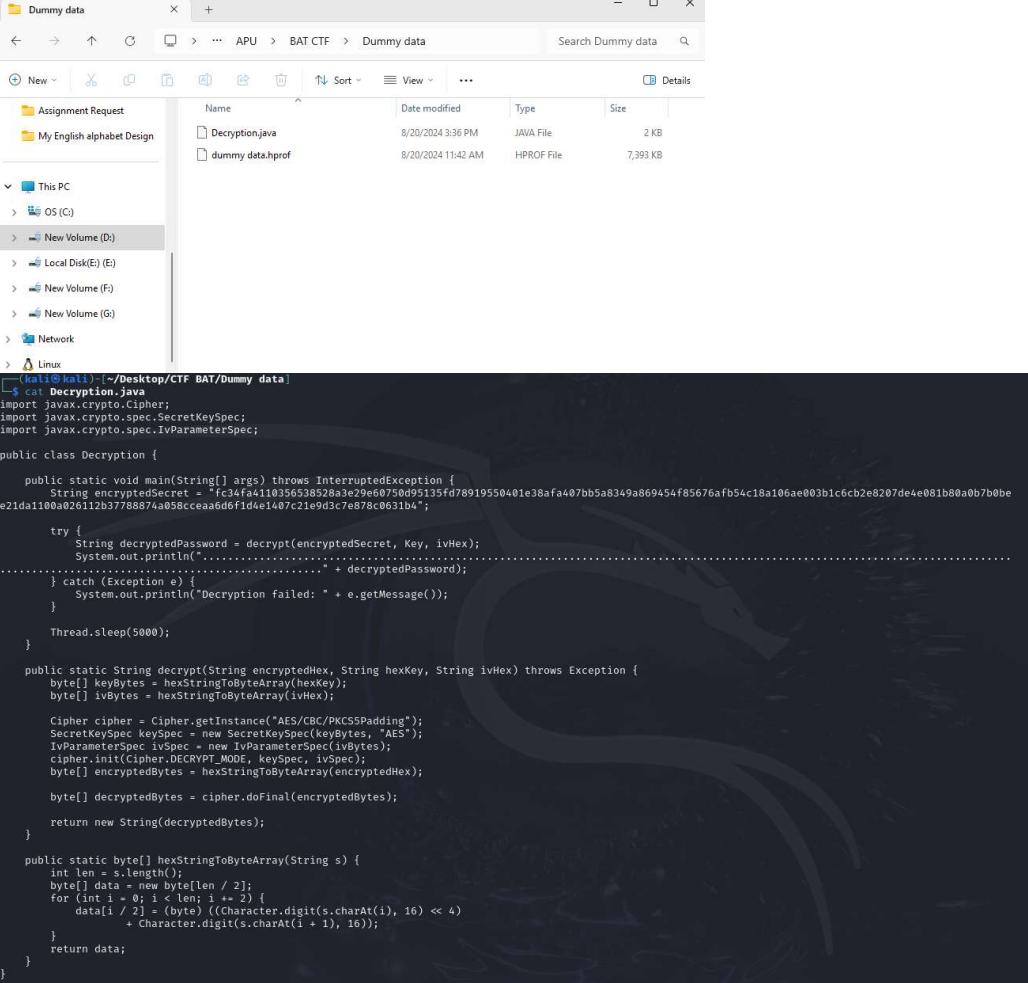 Dummy data
APU > BAT CTF > Dummy data
Search Dummy data
New
Sort
View
Details
Assignment Request
My English alphabet Design
This PC
OS (C:)
New Volume (D:)
Local Disk(E:) (E:)
New Volume (F:)
New Volume (G:)
Network
Linux
Name Date modified Type Size
Decryption.java 8/20/2024 3:36 PM JAVA File 2 KB
dummy data.hprof 8/20/2024 11:42 AM HPROF File 7,393 KB
(kali㉿kali)-[~/Desktop/CTF BAT/Dummy data]
$ cat Decryption.java
import javax.crypto.Cipher;
import javax.crypto.spec.SecretKeySpec;
import javax.crypto.spec.IvParameterSpec;
public class Decryption {
public static void main(String[] args) throws InterruptedException {
String encryptedSecret = "fc34fa4110356538528a3e29e60750d95135fd78919550401e38afa407bb5a8349a869454f85676afb54c18a106ae003b1c6cb2e8207de4e081b80a0b7b0be
e21da1100a026112b37788874a058cceaa6d6f1d4e1407c21e9d3c7e878c0631b4";
try {
String decryptedPassword = decrypt(encryptedSecret, Key, ivHex);
System.out.println("................................................................................................................................
..................................................." + decryptedPassword);
} catch (Exception e) {
System.out.println("Decryption failed: " + e.getMessage());
}
Thread.sleep(5000);
}
public static String decrypt(String encryptedHex, String hexKey, String ivHex) throws Exception {
byte[] keyBytes = hexStringToByteArray(hexKey);
byte[] ivBytes = hexStringToByteArray(ivHex);
Cipher cipher = Cipher.getInstance("AES/CBC/PKCS5Padding");
SecretKeySpec keySpec = new SecretKeySpec(keyBytes, "AES");
IvParameterSpec ivSpec = new IvParameterSpec(ivBytes);
cipher.init(Cipher.DECRYPT_MODE, keySpec, ivSpec);
byte[] encryptedBytes = hexStringToByteArray(encryptedHex);
byte[] decryptedBytes = cipher.doFinal(encryptedBytes);
return new String(decryptedBytes);
}
public static byte[] hexStringToByteArray(String s) {
int len = s.length();
byte[] data = new byte[len / 2];
for (int i = 0; i < len; i += 2) {
data[i / 2] = (byte) ((Character.digit(s.charAt(i), 16) << 4)
+ Character.digit(s.charAt(i + 1), 16));
}
return data;
}
}